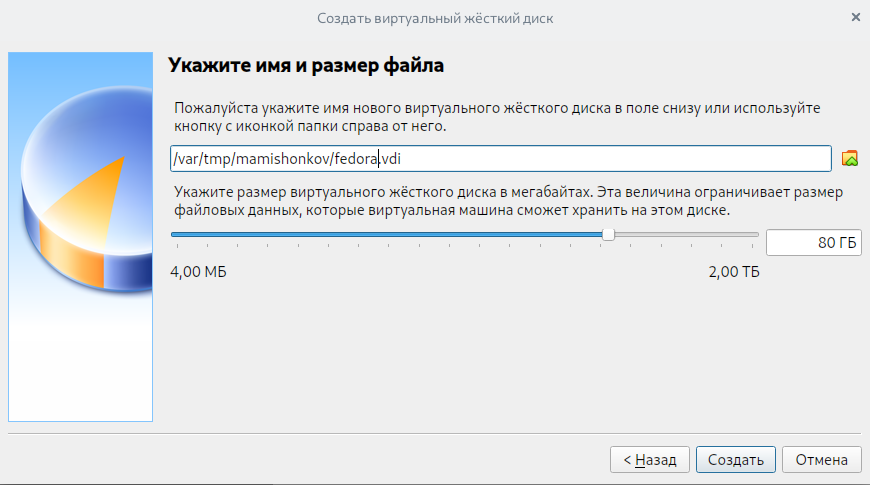 Создать виртуальный жёсткий диск
Укажите имя и размер файла
Пожалуйста укажите имя нового виртуального жёсткого диска в поле снизу или используйте
кнопку с иконкой папки справа от него.
/var/tmp/mamishonkov/fedora.vdi
Укажите размер виртуального жёсткого диска в мегабайтах. Эта величина ограничивает размер
файловых данных, которые виртуальная машина сможет хранить на этом диске.
80 ГБ
4,00 МБ
2,00 ТБ
< Назад
Создать
Отмена